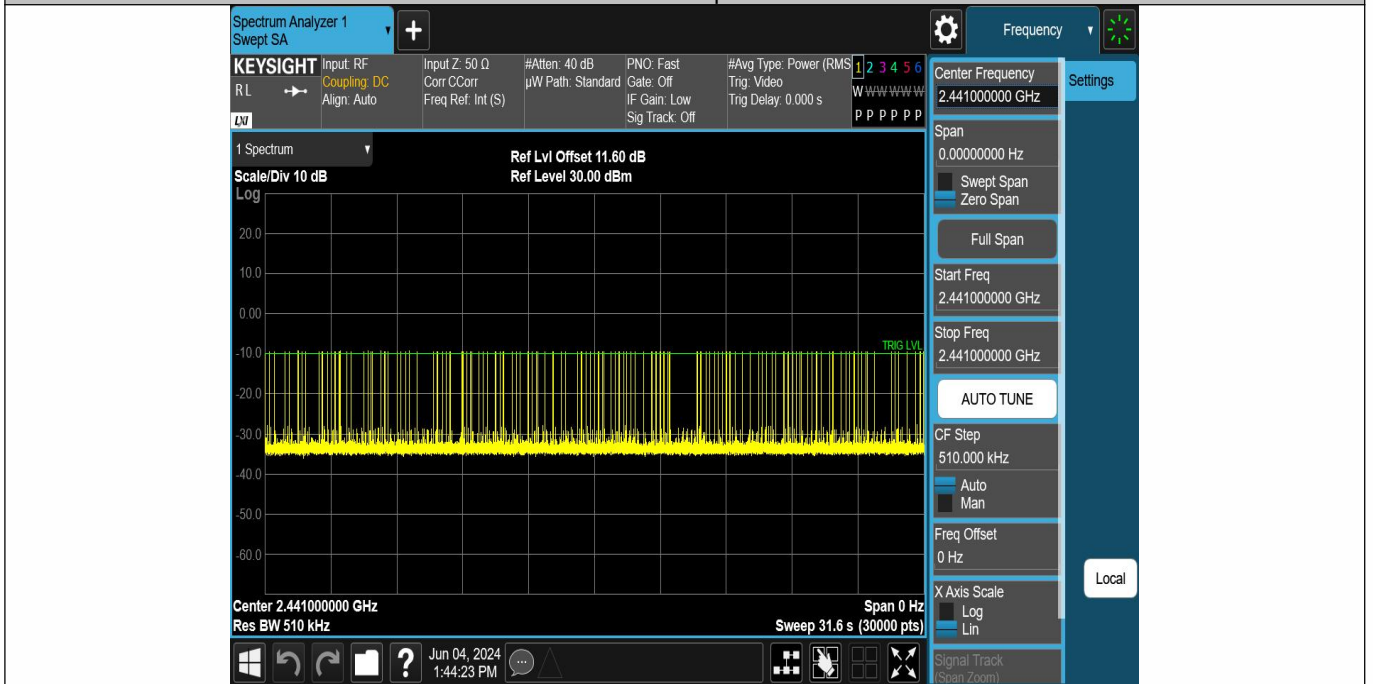 Spectrum Analyzer 1
Swept SA
Frequency
KEYSIGHT
RL
LXI
Input: RF
Coupling: DC
Align: Auto
Input Z: 50 Ω
Corr CCorr
Freq Ref: Int (S)
#Atten: 40 dB
µW Path: Standard
PNO: Fast
Gate: Off
IF Gain: Low
Sig Track: Off
#Avg Type: Power (RMS
Trig: Video
Trig Delay: 0.000 s
1 2 3 4 5 6
W W W W W W
P P P P P P
1 Spectrum
Scale/Div 10 dB
Ref Lvl Offset 11.60 dB
Ref Level 30.00 dBm
Log
20.0
10.0
0.00
-10.0
-20.0
-30.0
-40.0
-50.0
-60.0
TRIG LVL
Center 2.441000000 GHz
Res BW 510 kHz
Span 0 Hz
Sweep 31.6 s (30000 pts)
Center Frequency
2.441000000 GHz
Settings
Span
0.00000000 Hz
Swept Span
Zero Span
Full Span
Start Freq
2.441000000 GHz
Stop Freq
2.441000000 GHz
AUTO TUNE
CF Step
510.000 kHz
Auto
Man
Freq Offset
0 Hz
X Axis Scale
Log
Lin
Signal Track
(Span Zoom)
Local
?
Jun 04, 2024
1:44:23 PM